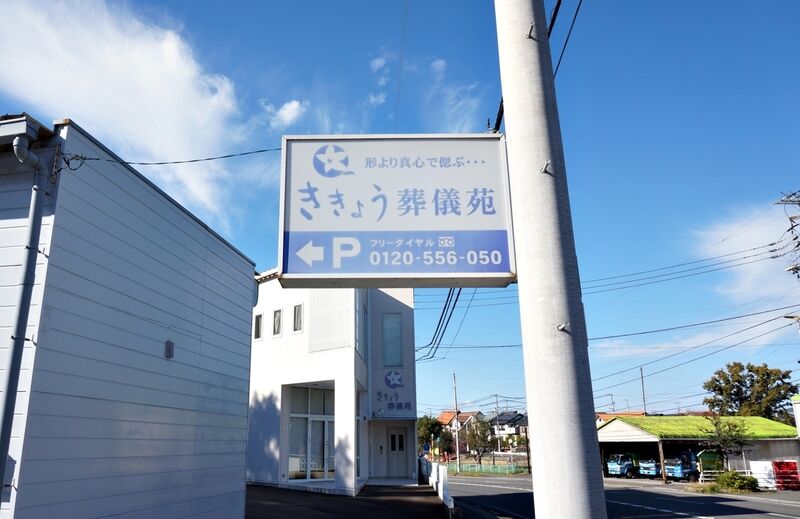 形より真心で偲ぶ・・・
ききょう葬儀苑
←P フリーダイヤル
0120-556-050
ききょう
葬儀苑